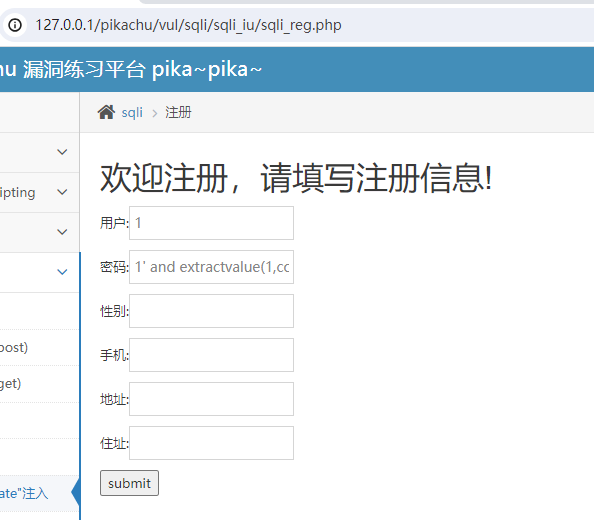 127.0.0.1/pikachu/vul/sqli/sqli_iu/sqli_reg.php
hu 漏洞练习平台 pika~pika~
sqli > 注册
ipting
欢迎注册，请填写注册信息!
用户: 1
密码: 1' and extractvalue(1,cc
性别:
手机:
post)
地址:
get)
住址:
submit
ate"注入